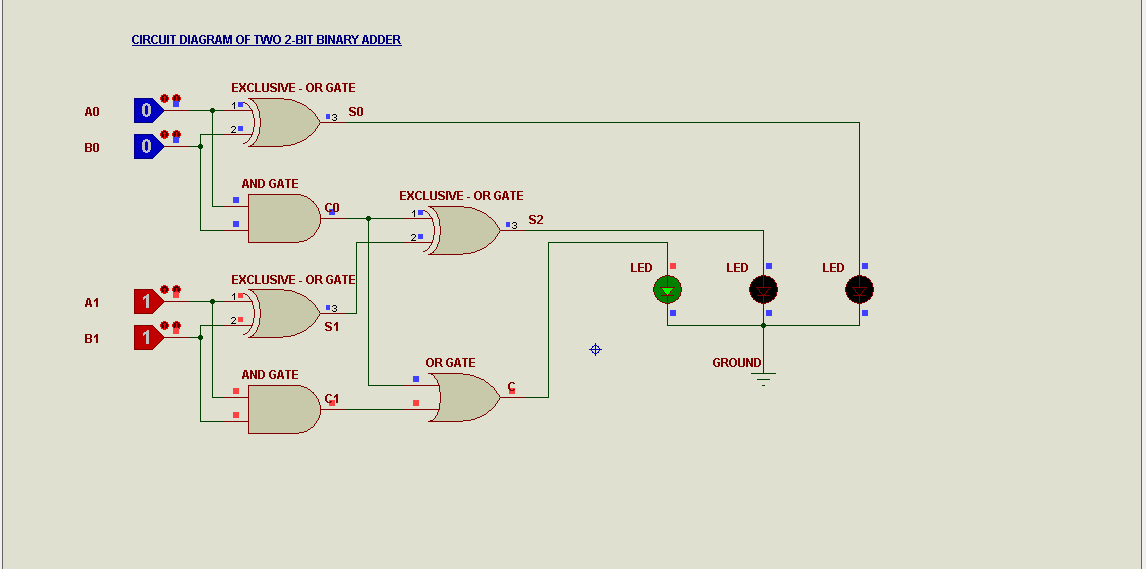 CIRCUIT DIAGRAM OF TWO 2-BIT BINARY ADDER
EXCLUSIVE - OR GATE
A0 0 1 3 S0
B0 0 2
AND GATE
C0
EXCLUSIVE - OR GATE
1 3 S2
2
EXCLUSIVE - OR GATE
LED LED LED
A1 1 1 3
B1 1 2 S1
AND GATE
C1
OR GATE
C
GROUND